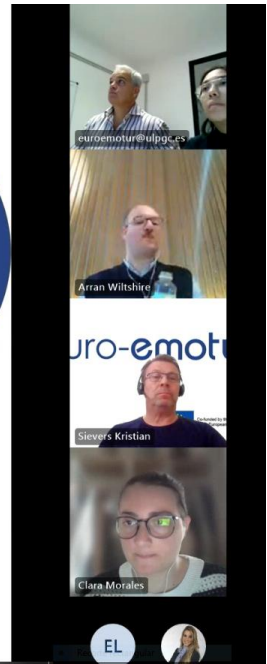 euroemotur@ulpgc.es
Arran Wiltshire
uro-emotu
Sievers Kristian
Clara Morales
EL